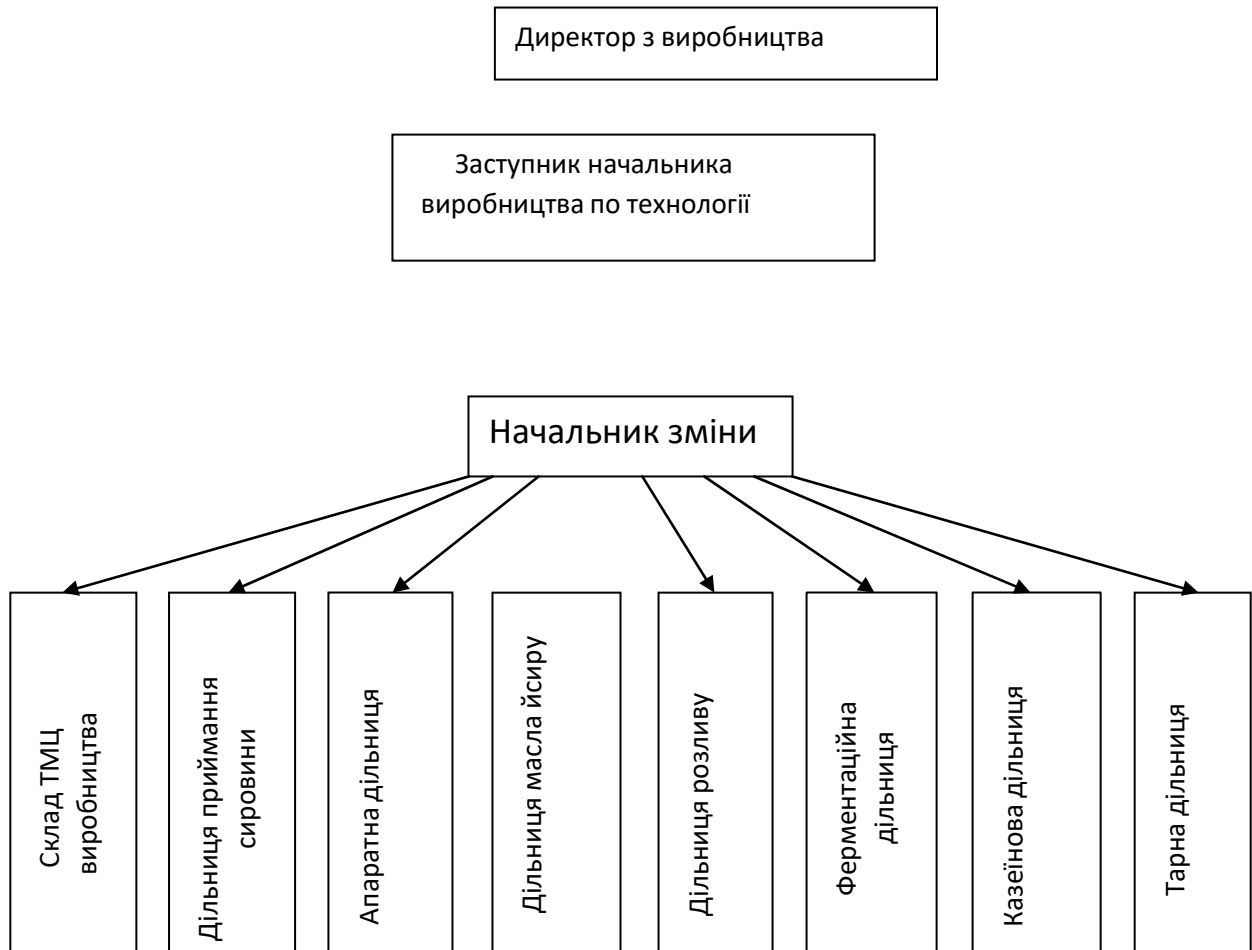 Директор з виробництва
Заступник начальника
виробництва по технології
Начальник зміни
Склад ТМЦ
виробництва
Дільниця приймання
сировини
Апаратна дільниця
Дільниця масла йсиру
Дільниця розливу
Ферментаційна
дільниця
Казеїнова дільниця
Тарна дільниця